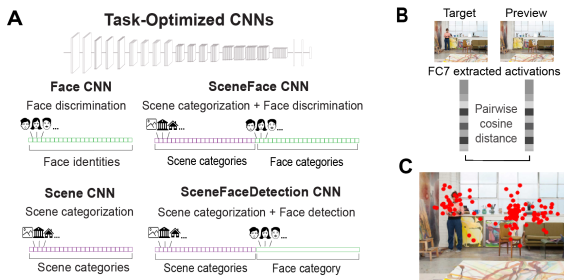 A
Task-Optimized CNNs
Face CNN
Face discrimination
...
Face identities
SceneFace CNN
Scene categorization + Face discrimination
... ...
Scene categories Face categories
Scene CNN
Scene categorization
...
Scene categories
SceneFaceDetection CNN
Scene categorization + Face detection
... ...
Scene categories Face category
B
Target Preview
FC7 extracted activations
Pairwise
cosine
distance
C